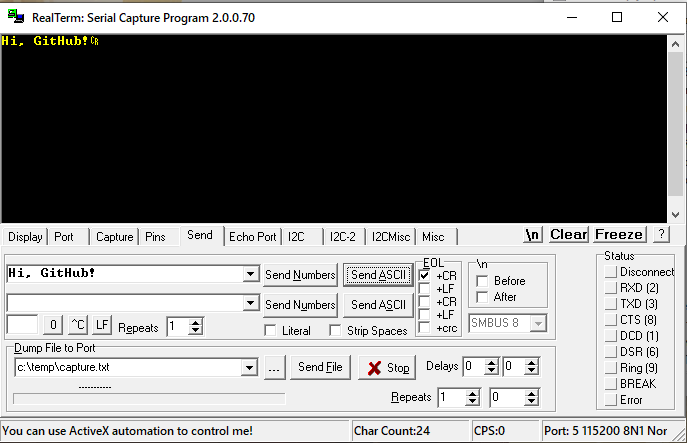 RealTerm: Serial Capture Program 2.0.0.70
Hi, GitHub!CR
Display Port Capture Pins Send Echo Port I2C I2C-2 I2CMisc Misc \n Clear Freeze ?
Hi, GitHub! Send Numbers Send ASCII
Send Numbers Send ASCII
0 ^C LF Repeats 1 Literal Strip Spaces
EOL
+CR
+LF
+CR
+LF
+crc
\n
Before
After
SMBUS 8
Dump File to Port
c:\temp\capture.txt ... Send File Stop Delays 0 0
Repeats 1 0
Status
Disconnect
RXD (2)
TXD (3)
CTS (8)
DCD (1)
DSR (6)
Ring (9)
BREAK
Error
You can use ActiveX automation to control me! Char Count:24 CPS:0 Port: 5 115200 8N1 Nor